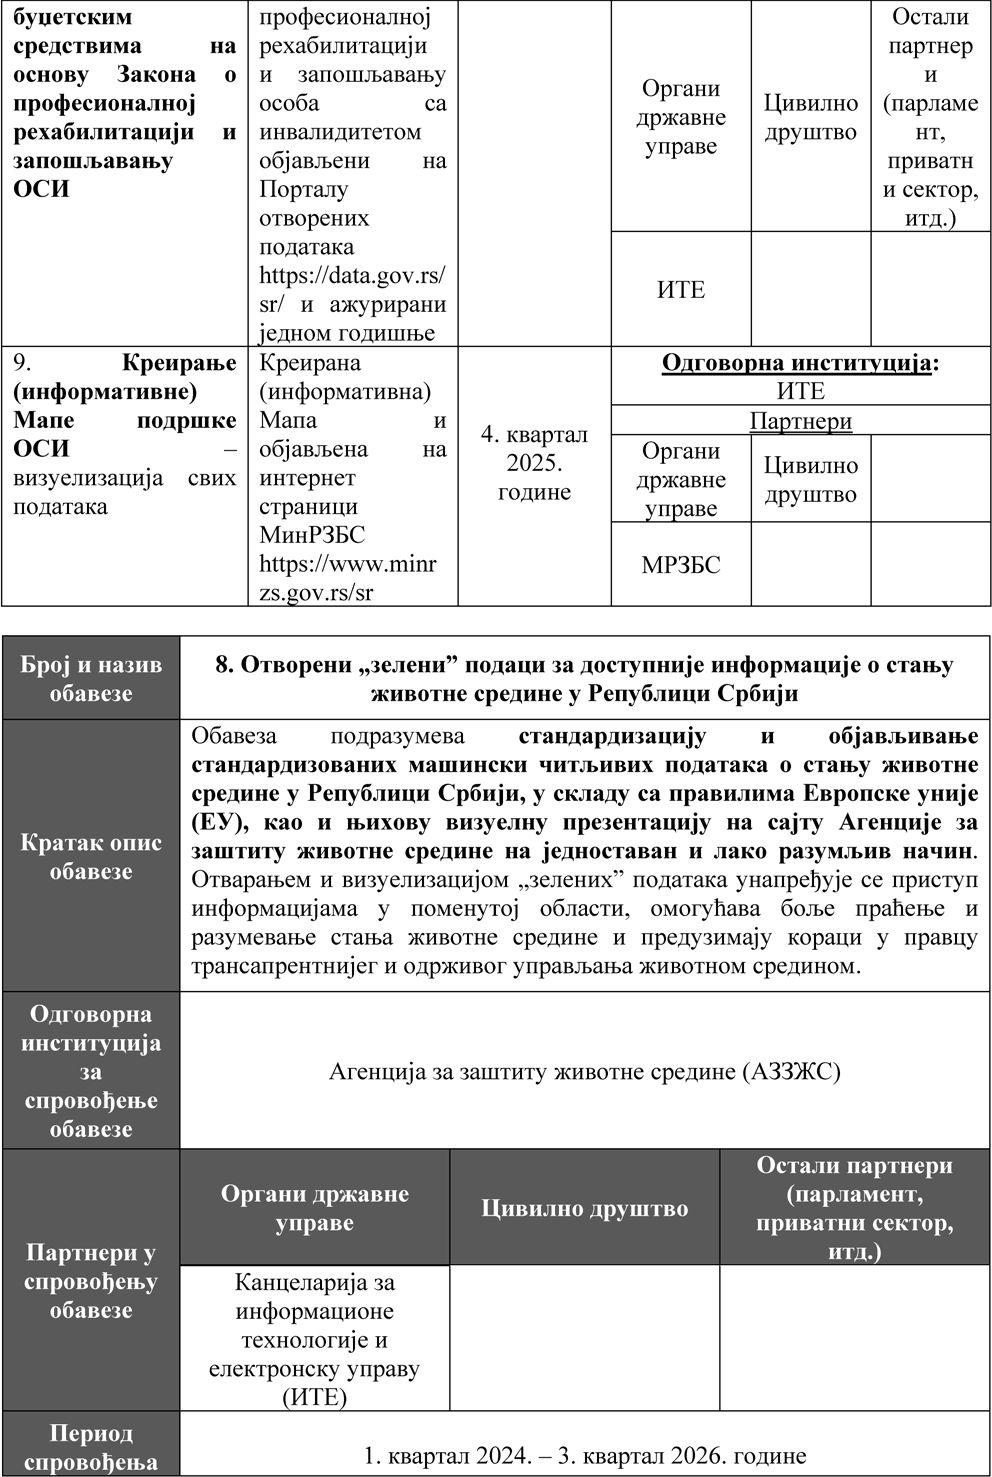 буџетским
средствима на
основу Закона о
професионалној
рехабилитацији и
запошљавању
ОСИ
професионалној
рехабилитацији
и запошљавању
особа са
инвалидитетом
објављени на
Порталу
отворених
података
https://data.gov.rs/
sr/ и ажурирани
једном годишње
Органи
државне
управе
Цивилно
друштво
Остали
партнер
и
(парламе
нт,
приватн
и сектор,
итд.)
ИТЕ
9. Креирање
(информативне)
Мапе подршке
ОСИ –
визуелизација свих
података
Креирана
(информативна)
Мапа и
објављена на
интернет
страници
МинРЗБС
https://www.minr
zs.gov.rs/sr
4. квартал
2025.
године
Одговорна институција:
ИТЕ
Партнери
Органи
државне
управе
Цивилно
друштво
МРЗБС
Број и назив
обавезе
8. Отворени „зелени” подаци за доступније информације о стању
животне средине у Републици Србији
Кратак опис
обавезе
Обавеза подразумева стандардизацију и објављивање
стандардизованих машински читљивих података о стању животне
средине у Републици Србији, у складу са правилима Европске уније
(ЕУ), као и њихову визуелну презентацију на сајту Агенције за
заштиту животне средине на једноставан и лако разумљив начин.
Отварањем и визуелизацијом „зелених” података унапређује се приступ
информацијама у поменутој области, омогућава боље праћење и
разумевање стања животне средине и предузимају кораци у правцу
трансапрентнијег и одрживог управљања животном средином.
Одговорна
институција
за
спровођење
обавезе
Агенција за заштиту животне средине (АЗЗЖС)
Партнери у
спровођењу
обавезе
Органи државне
управе
Цивилно друштво
Остали партнери
(парламент,
приватни сектор,
итд.)
Канцеларија за
информационе
технологије и
електронску управу
(ИТЕ)
Период
спровођења
1. квартал 2024. – 3. квартал 2026. године